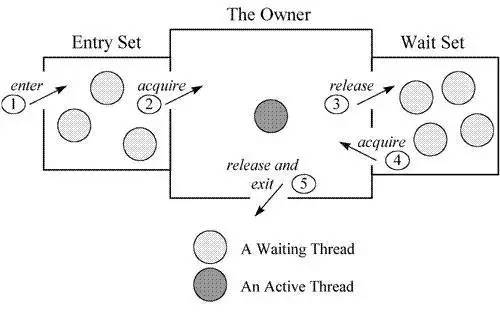 The Owner
Entry Set
Wait Set
enter
1
acquire
2
release
3
acquire
4
release and
exit
5
A Waiting Thread
An Active Thread